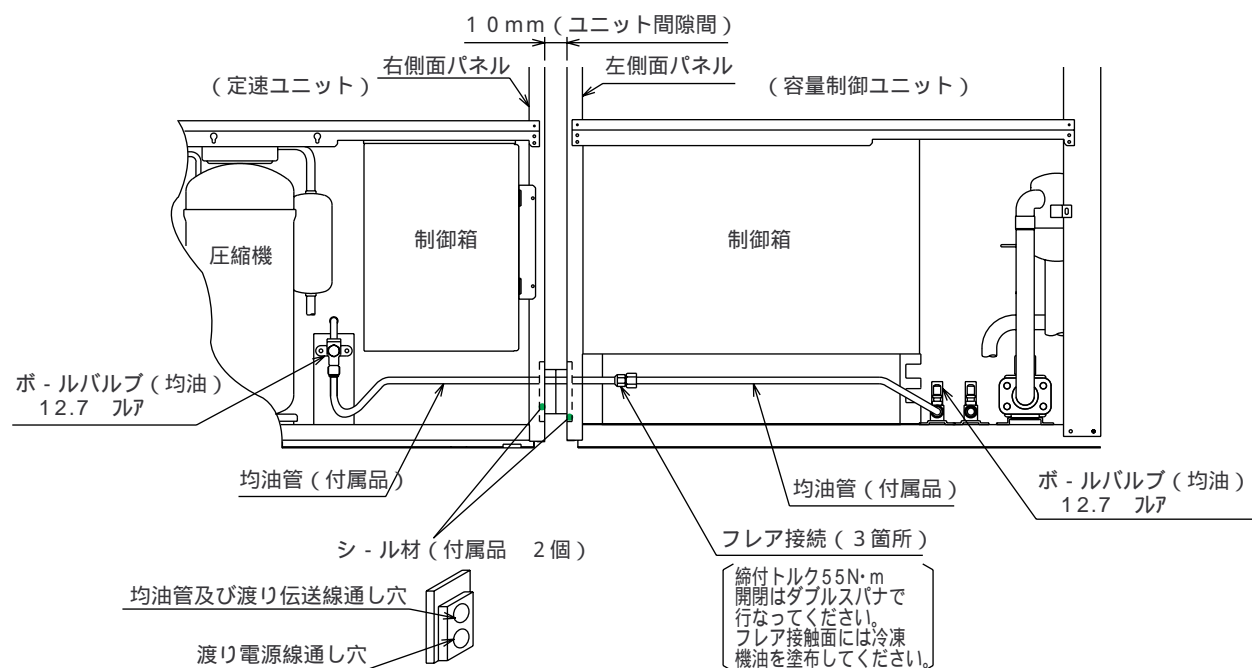 10mm(ユニット間隙間)
右側面パネル
左側面パネル
(定速ユニット)
(容量制御ユニット)
圧縮機
制御箱
制御箱
ボ-ルバルブ(均油)
12.7 フレア
均油管(付属品)
均油管(付属品)
ボ-ルバルブ(均油)
12.7 フレア
シ-ル材(付属品 2個)
フレア接続(3箇所)
締付トルク55N・m
開閉はダブルスパナで
行なってください。
フレア接触面には冷凍
機油を塗布してください。
均油管及び渡り伝送線通し穴
渡り電源線通し穴